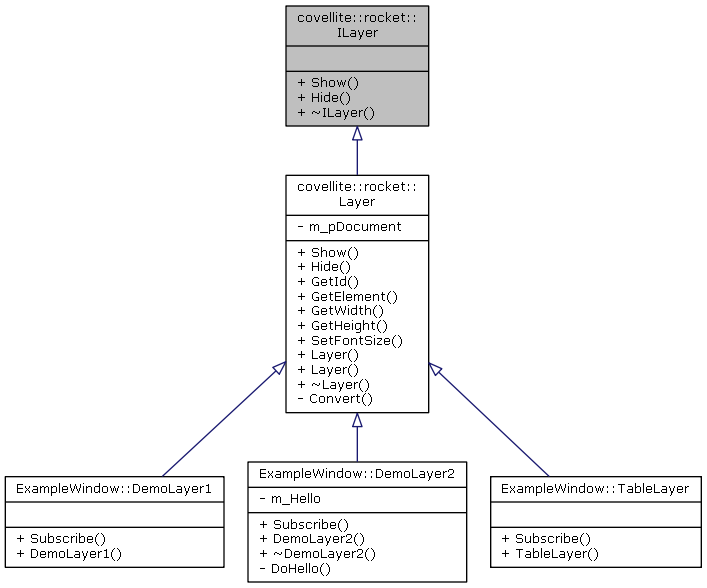 covellite::rocket::
ILayer
+ Show()
+ Hide()
+ ~ILayer()
covellite::rocket::
Layer
- m_pDocument
+ Show()
+ Hide()
+ GetId()
+ GetElement()
+ GetWidth()
+ GetHeight()
+ SetFontSize()
+ Layer()
+ Layer()
+ ~Layer()
- Convert()
ExampleWindow::DemoLayer1
+ Subscribe()
+ DemoLayer1()
ExampleWindow::DemoLayer2
- m_Hello
+ Subscribe()
+ DemoLayer2()
+ ~DemoLayer2()
- DoHello()
ExampleWindow::TableLayer
+ Subscribe()
+ TableLayer()